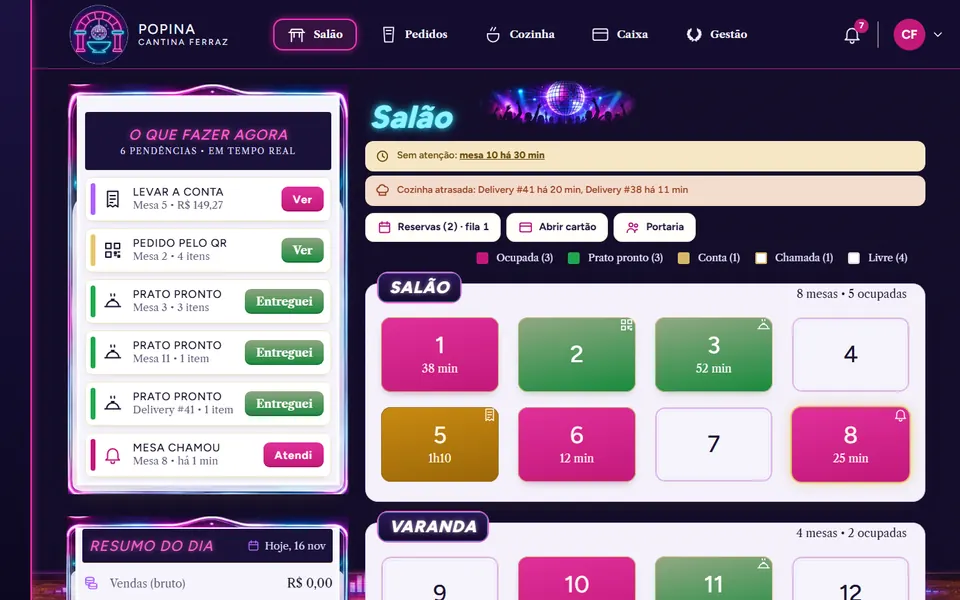 POPINA
CANTINA FERRAZ
Salão
Pedidos
Cozinha
Caixa
Gestão
7
CF
O QUE FAZER AGORA
6 PENDÊNCIAS • EM TEMPO REAL
LEVAR A CONTA
Mesa 5 • R$ 149,27
Ver
PEDIDO PELO QR
Mesa 2 • 4 itens
Ver
PRATO PRONTO
Mesa 3 • 3 itens
Entreguei
PRATO PRONTO
Mesa 11 • 1 item
Entreguei
PRATO PRONTO
Delivery #41 • 1 item
Entreguei
MESA CHAMOU
Mesa 8 • há 1 min
Atendi
RESUMO DO DIA
Hoje, 16 nov
Vendas (bruto)
R$ 0,00
Salão
Sem atenção: mesa 10 há 30 min
Cozinha atrasada: Delivery #41 há 20 min, Delivery #38 há 11 min
Reservas (2) · fila 1
Abrir cartão
Portaria
Ocupada (3)
Prato pronto (3)
Conta (1)
Chamada (1)
Livre (4)
SALÃO
8 mesas • 5 ocupadas
1
38 min
2
3
52 min
4
5
1h10
6
12 min
7
8
25 min
VARANDA
4 mesas • 2 ocupadas
9
10
11
12